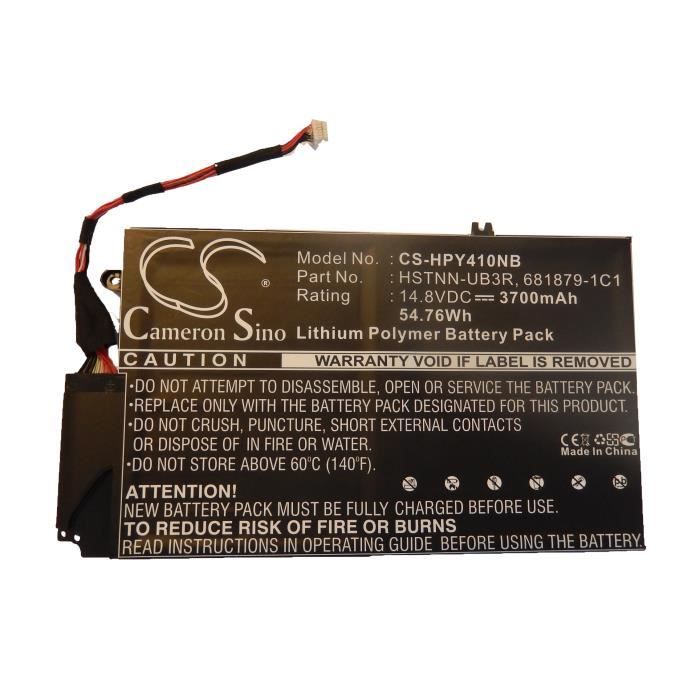 CS
Cameron Sino
Model No. : CS-HPY410NB
Part No. : HSTNN-UB3R, 681879-1C1
Rating : 14.8VDC⎓3700mAh
54.76Wh
Lithium Polymer Battery Pack
CAUTION
WARRANTY VOID IF LABEL IS REMOVED
•DO NOT ATTEMPT TO DISASSEMBLE, OPEN OR SERVICE THE BATTERY PACK
•REPLACE ONLY WITH THE BATTERY PACK DESIGNATED FOR YOUR PRODUCT
•DO NOT CRUSH, PUNCTURE, SHORT EXTERNAL CONTACTS
OR DISPOSE OF IN FIRE OR WATER.
•DO NOT STORE ABOVE 60°C (140°F).
CE
Made In China
ATTENTION!
NEW BATTERY PACK MUST BE FULLY CHARGED BEFORE USE
TO REDUCE RISK OF FIRE OR BURNS
READ INSTRUCTIONS IN OPERATING GUIDE BEFORE USING BATTERY PACK